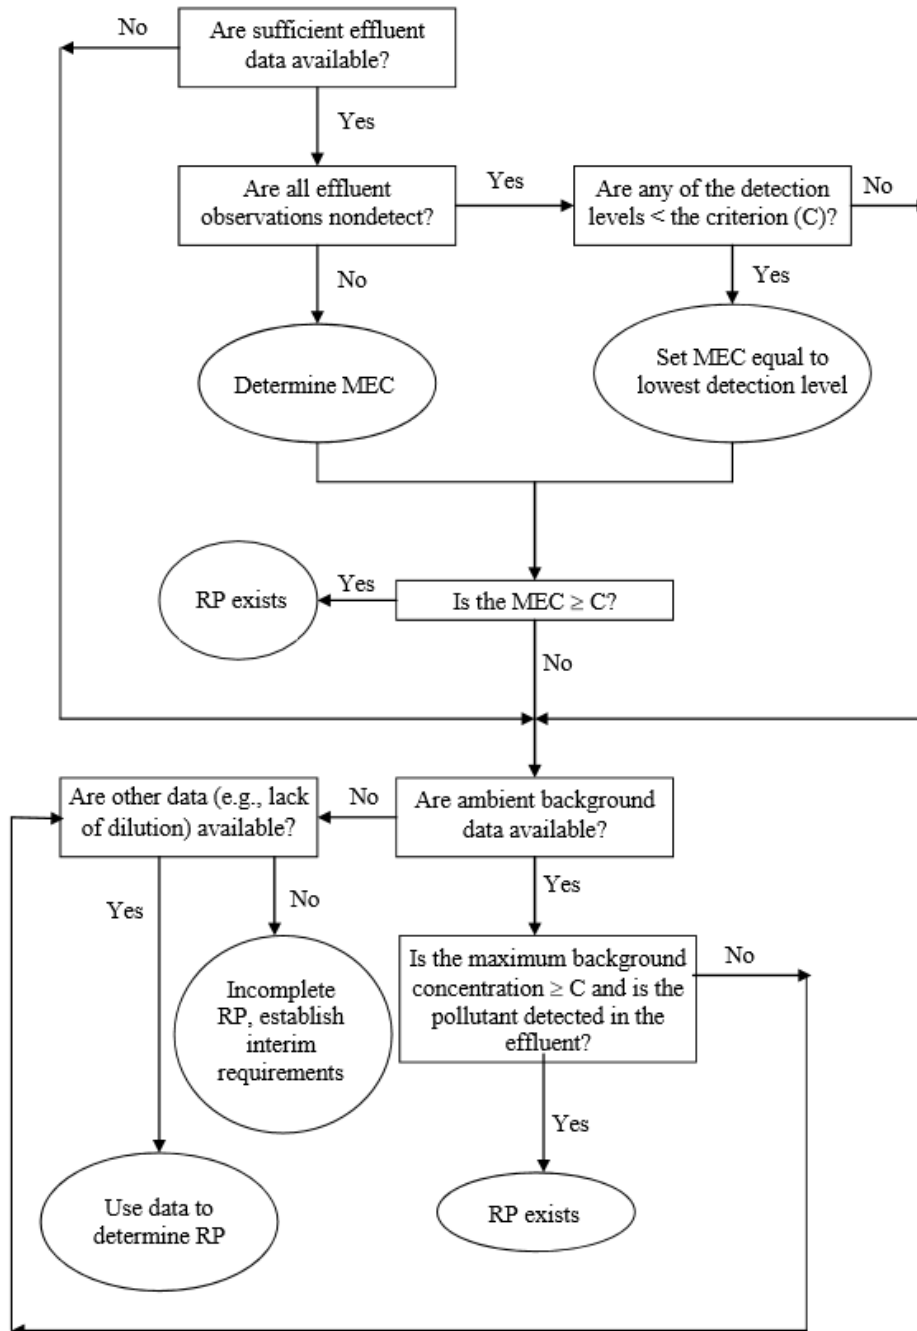 No
Are sufficient effluent
data available?
Yes
Are all effluent
observations nondetect?
Yes
Are any of the detection
levels < the criterion (C)?
No
No
Yes
Determine MEC
Set MEC equal to
lowest detection level
RP exists
Yes
Is the MEC ≥ C?
No
Are other data (e.g., lack
of dilution) available?
No
Are ambient background
data available?
Yes
No
Yes
Incomplete
RP, establish
interim
requirements
Is the maximum background
concentration ≥ C and is the
pollutant detected in the
effluent?
No
Yes
Use data to
determine RP
RP exists